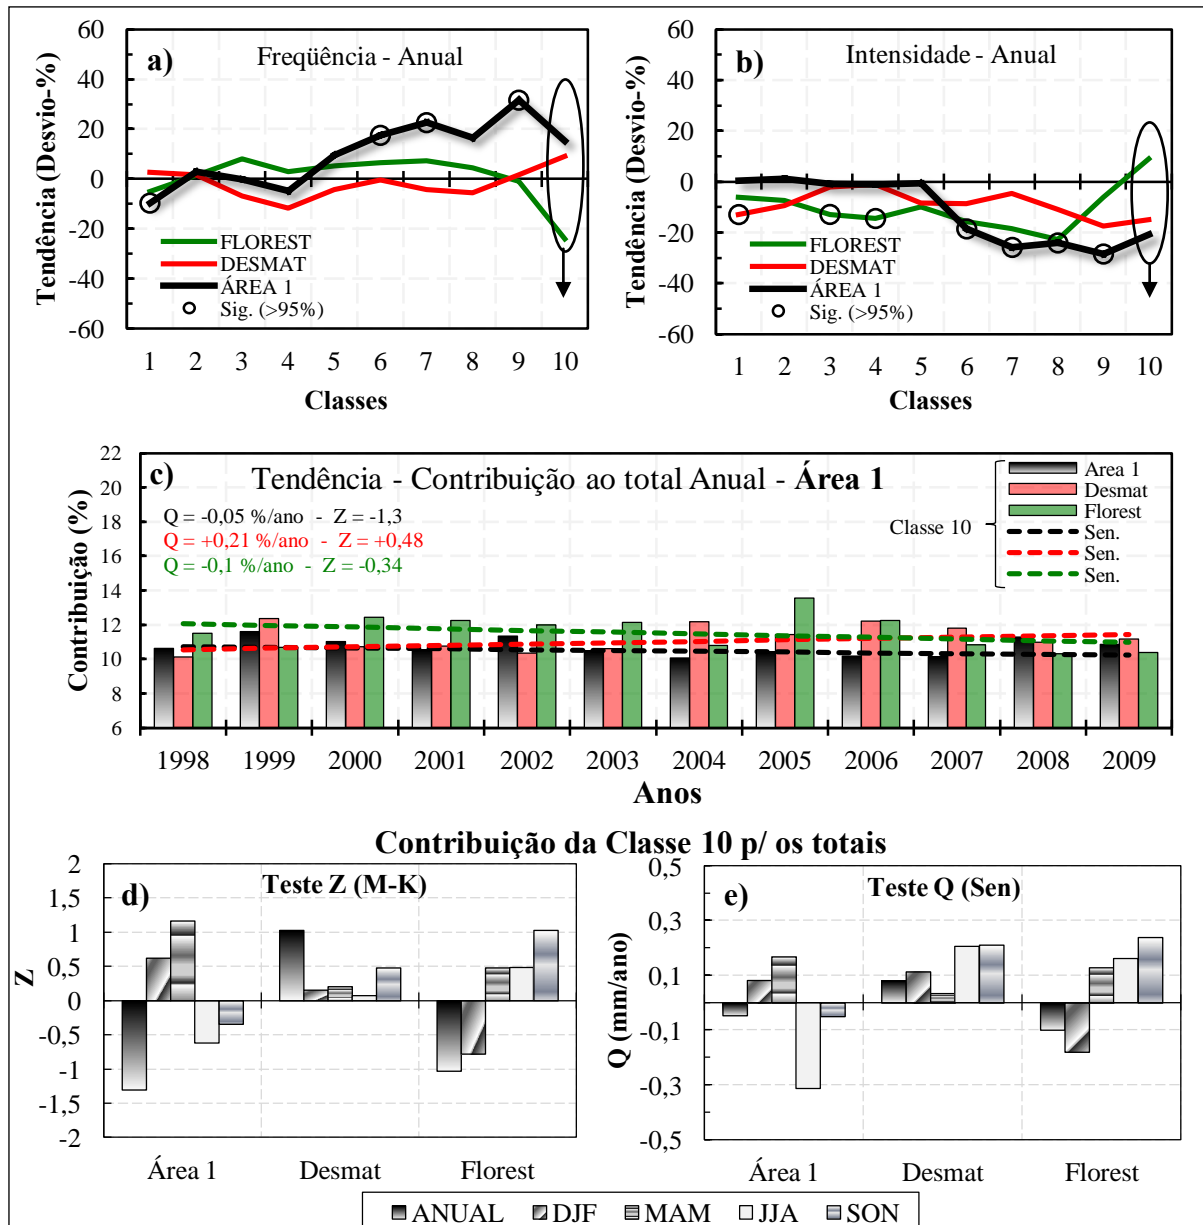 a)
Freqüência - Anual
Tendência (Desvio-%)
60
40
20
0
-20
-40
-60
FLOREST
DESMAT
ÁREA 1
Sig. (>95%)
1 2 3 4 5 6 7 8 9 10
Classes
b)
Intensidade - Anual
Tendência (Desvio-%)
60
40
20
0
-20
-40
-60
FLOREST
DESMAT
ÁREA 1
Sig. (>95%)
1 2 3 4 5 6 7 8 9 10
Classes
c)
Tendência - Contribuição ao total Anual - Área 1
Q = -0,05 %/ano - Z = -1,3
Q = +0,21 %/ano - Z = +0,48
Q = -0,1 %/ano - Z = -0,34
Classe 10
Area 1
Desmat
Florest
Sen.
Sen.
Sen.
Contribuição (%)
22
20
18
16
14
12
10
8
6
1998 1999 2000 2001 2002 2003 2004 2005 2006 2007 2008 2009
Anos
Contribuição da Classe 10 p/ os totais
d)
Teste Z (M-K)
Z
2
1,5
1
0,5
0
-0,5
-1
-1,5
-2
Área 1 Desmat Florest
e)
Teste Q (Sen)
Q (mm/ano)
0,5
0,3
0,1
-0,1
-0,3
-0,5
Área 1 Desmat Florest
ANUAL DJF MAM JJA SON